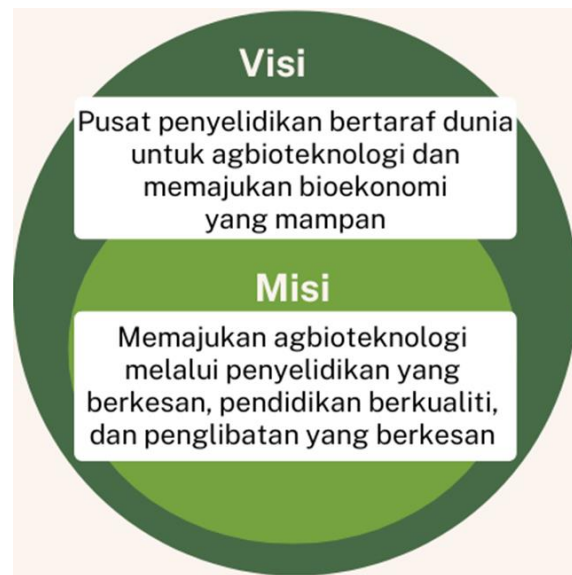 Visi
Pusat penyelidikan bertaraf dunia
untuk agbioteknologi dan
memajukan bioekonomi
yang mampan
Misi
Memajukan agbioteknologi
melalui penyelidikan yang
berkesan, pendidikan berkualiti,
dan penglibatan yang berkesan